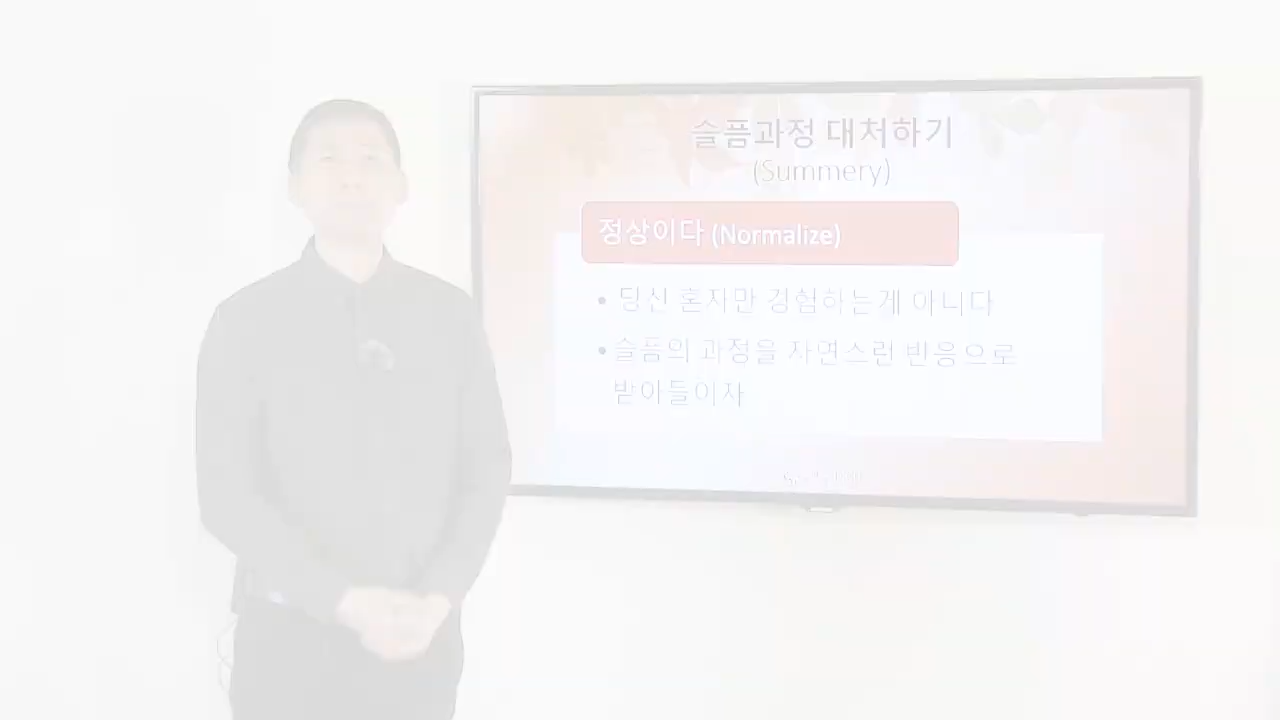 슬픔과정 대처하기
(Summery)
정상이다 (Normalize)
• 당신 혼자만 경험하는게 아니다
• 슬픔의 과정을 자연스런 반응으로
받아들이자